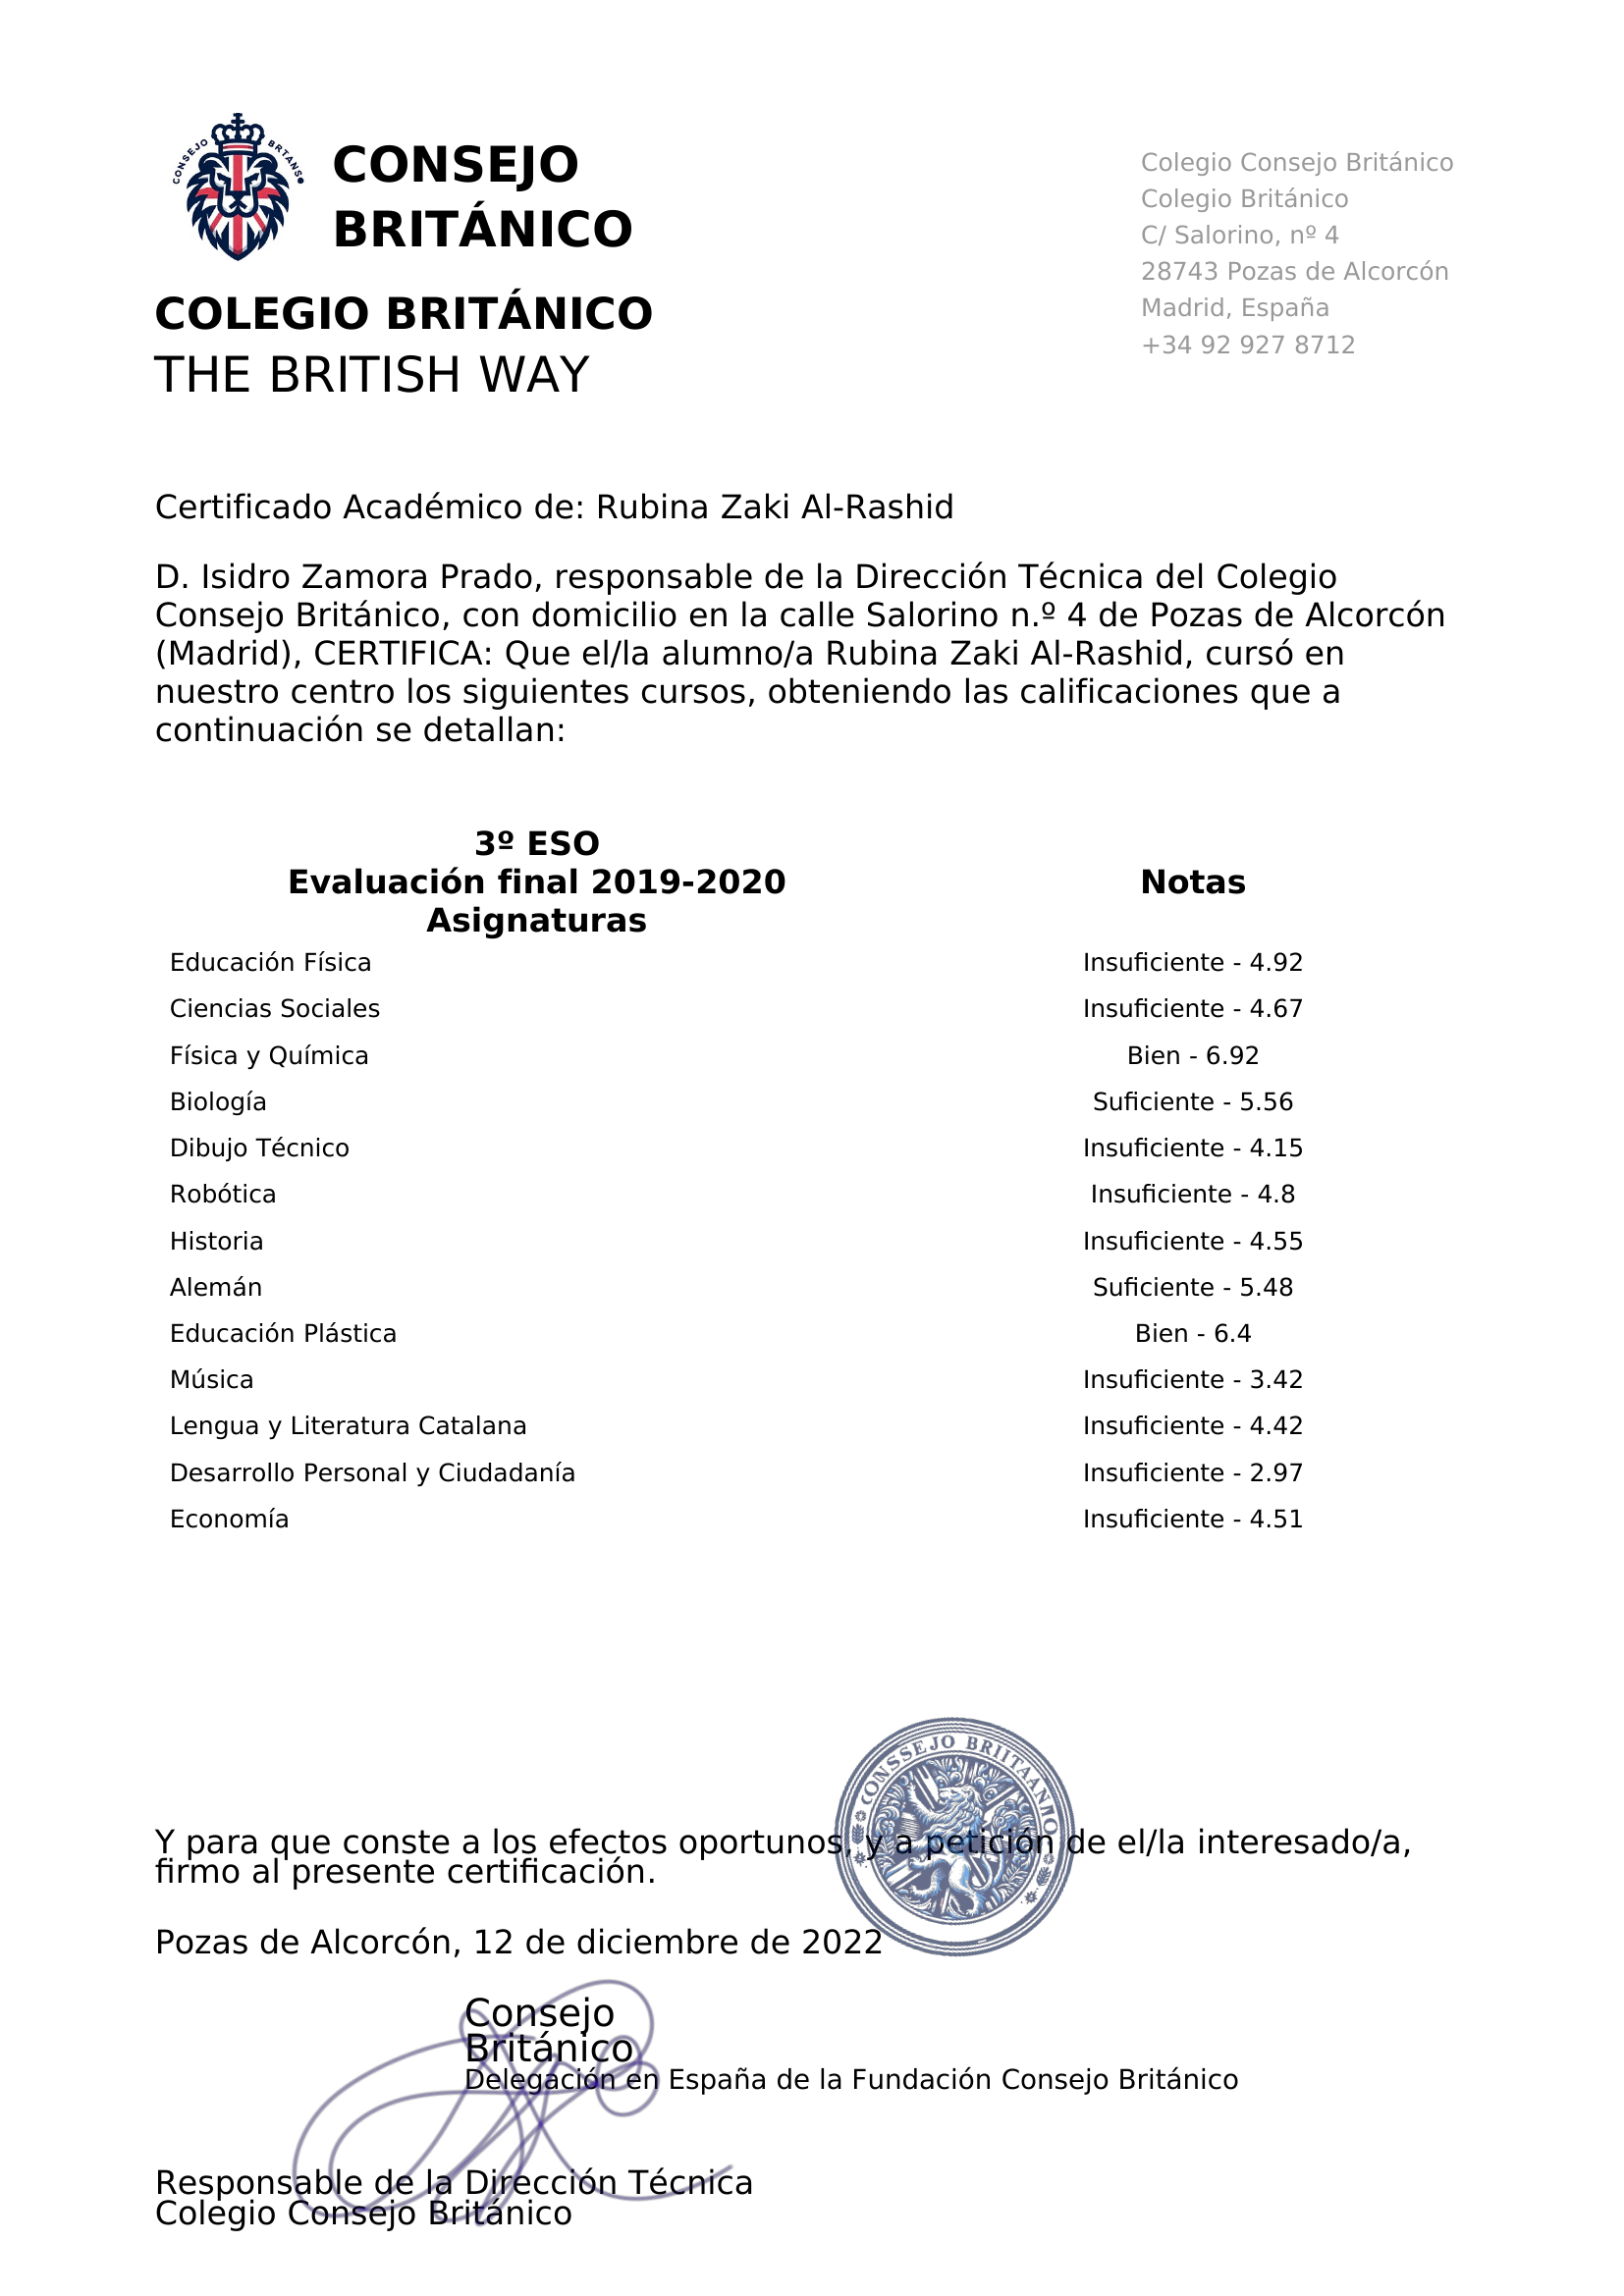 CONSEJO BRTANS
CONSEJO
BRITÁNICO
COLEGIO BRITÁNICO
THE BRITISH WAY
Colegio Consejo Británico
Colegio Británico
C/ Salorino, nº 4
28743 Pozas de Alcorcón
Madrid, España
+34 92 927 8712
Certificado Académico de: Rubina Zaki Al-Rashid
D. Isidro Zamora Prado, responsable de la Dirección Técnica del Colegio
Consejo Británico, con domicilio en la calle Salorino n.º 4 de Pozas de Alcorcón
(Madrid), CERTIFICA: Que el/la alumno/a Rubina Zaki Al-Rashid, cursó en
nuestro centro los siguientes cursos, obteniendo las calificaciones que a
continuación se detallan:
3º ESO
Evaluación final 2019-2020 Notas
Asignaturas
Educación Física Insuficiente - 4.92
Ciencias Sociales Insuficiente - 4.67
Física y Química Bien - 6.92
Biología Suficiente - 5.56
Dibujo Técnico Insuficiente - 4.15
Robótica Insuficiente - 4.8
Historia Insuficiente - 4.55
Alemán Suficiente - 5.48
Educación Plástica Bien - 6.4
Música Insuficiente - 3.42
Lengua y Literatura Catalana Insuficiente - 4.42
Desarrollo Personal y Ciudadanía Insuficiente - 2.97
Economía Insuficiente - 4.51
CONSSEJO BRIITAANIIO
Y para que conste a los efectos oportunos, y a petición de el/la interesado/a,
firmo al presente certificación.
Pozas de Alcorcón, 12 de diciembre de 2022
Consejo
Británico
Delegación en España de la Fundación Consejo Británico
Responsable de la Dirección Técnica
Colegio Consejo Británico